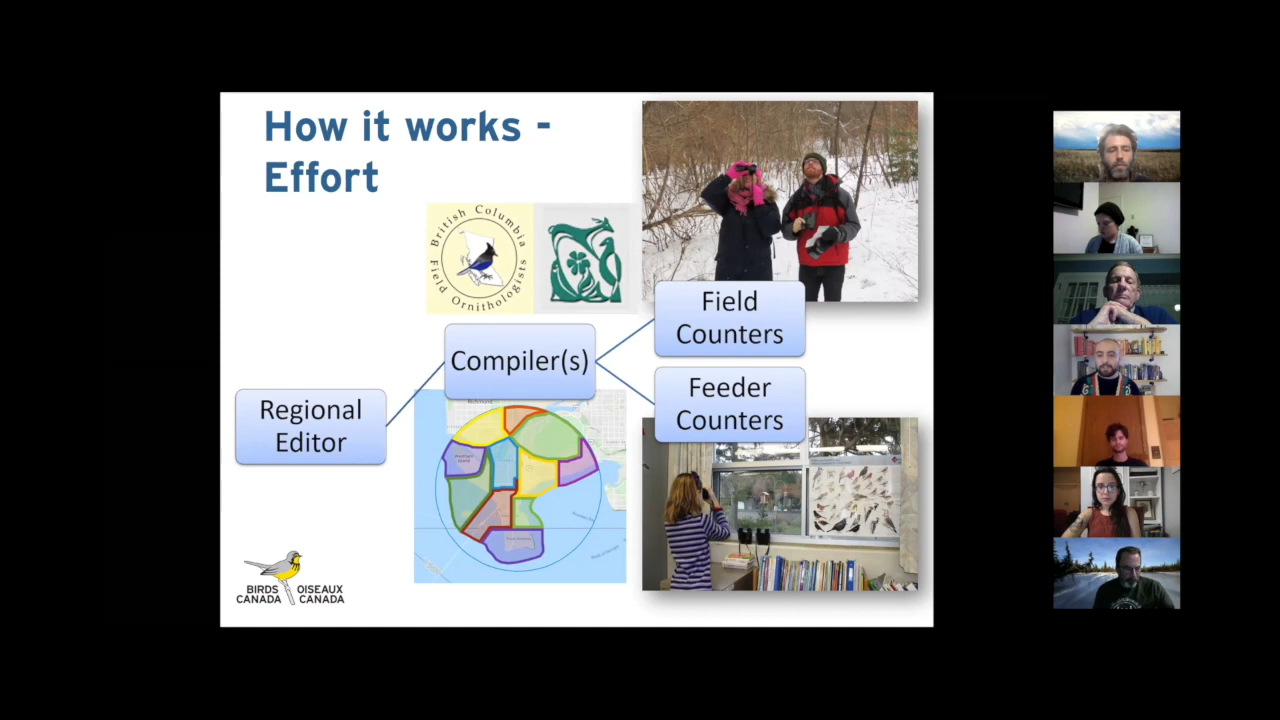 How it works -
Effort
British Columbia
Field Ornithologists
Field
Counters
Compiler(s)
Feeder
Counters
Regional
Editor
BIRDS OISEAUX
CANADA CANADA